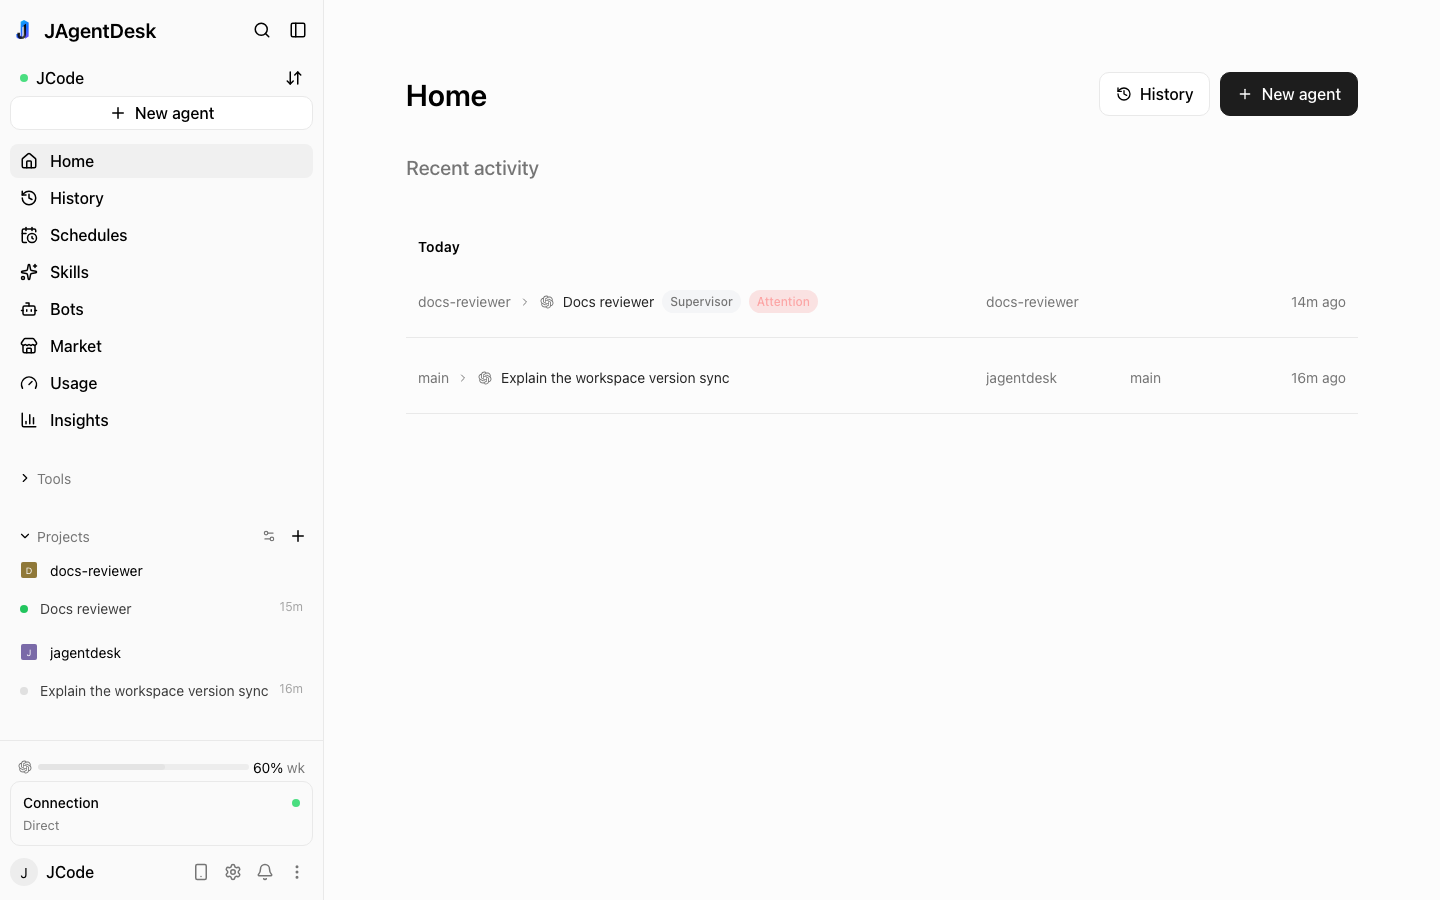 JAgentDesk
JCode
New agent
Home
History
Schedules
Skills
Bots
Market
Usage
Insights
Tools
Projects
D docs-reviewer
Docs reviewer 15m
J jagentdesk
Explain the workspace version sync 16m
60% wk
Connection
Direct
J JCode
Home
History
New agent
Recent activity
Today
docs-reviewer Docs reviewer Supervisor Attention docs-reviewer 14m ago
main Explain the workspace version sync jagentdesk main 16m ago